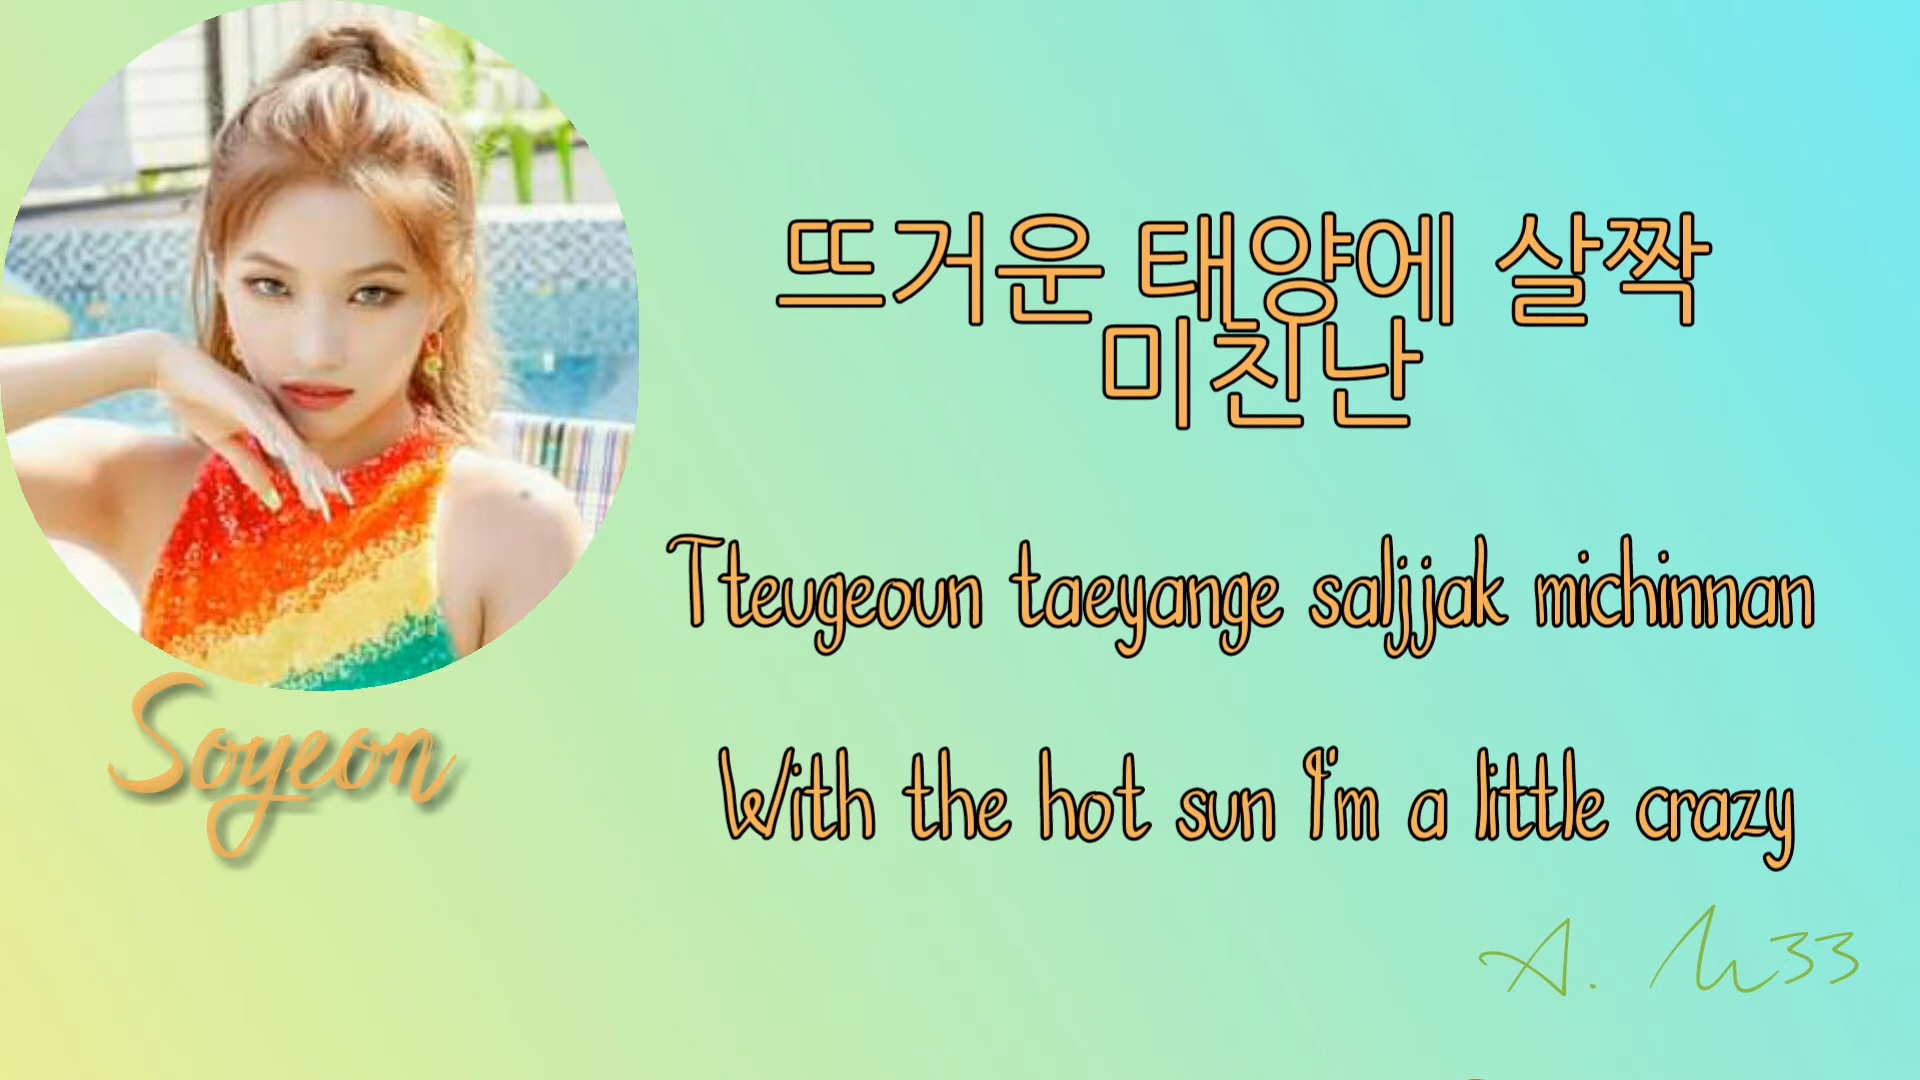 뜨거운 태양에 살짝
미친난
Tteugeoun taeyange saljjak michinnan
With the hot sun I'm a little crazy
Soyeon